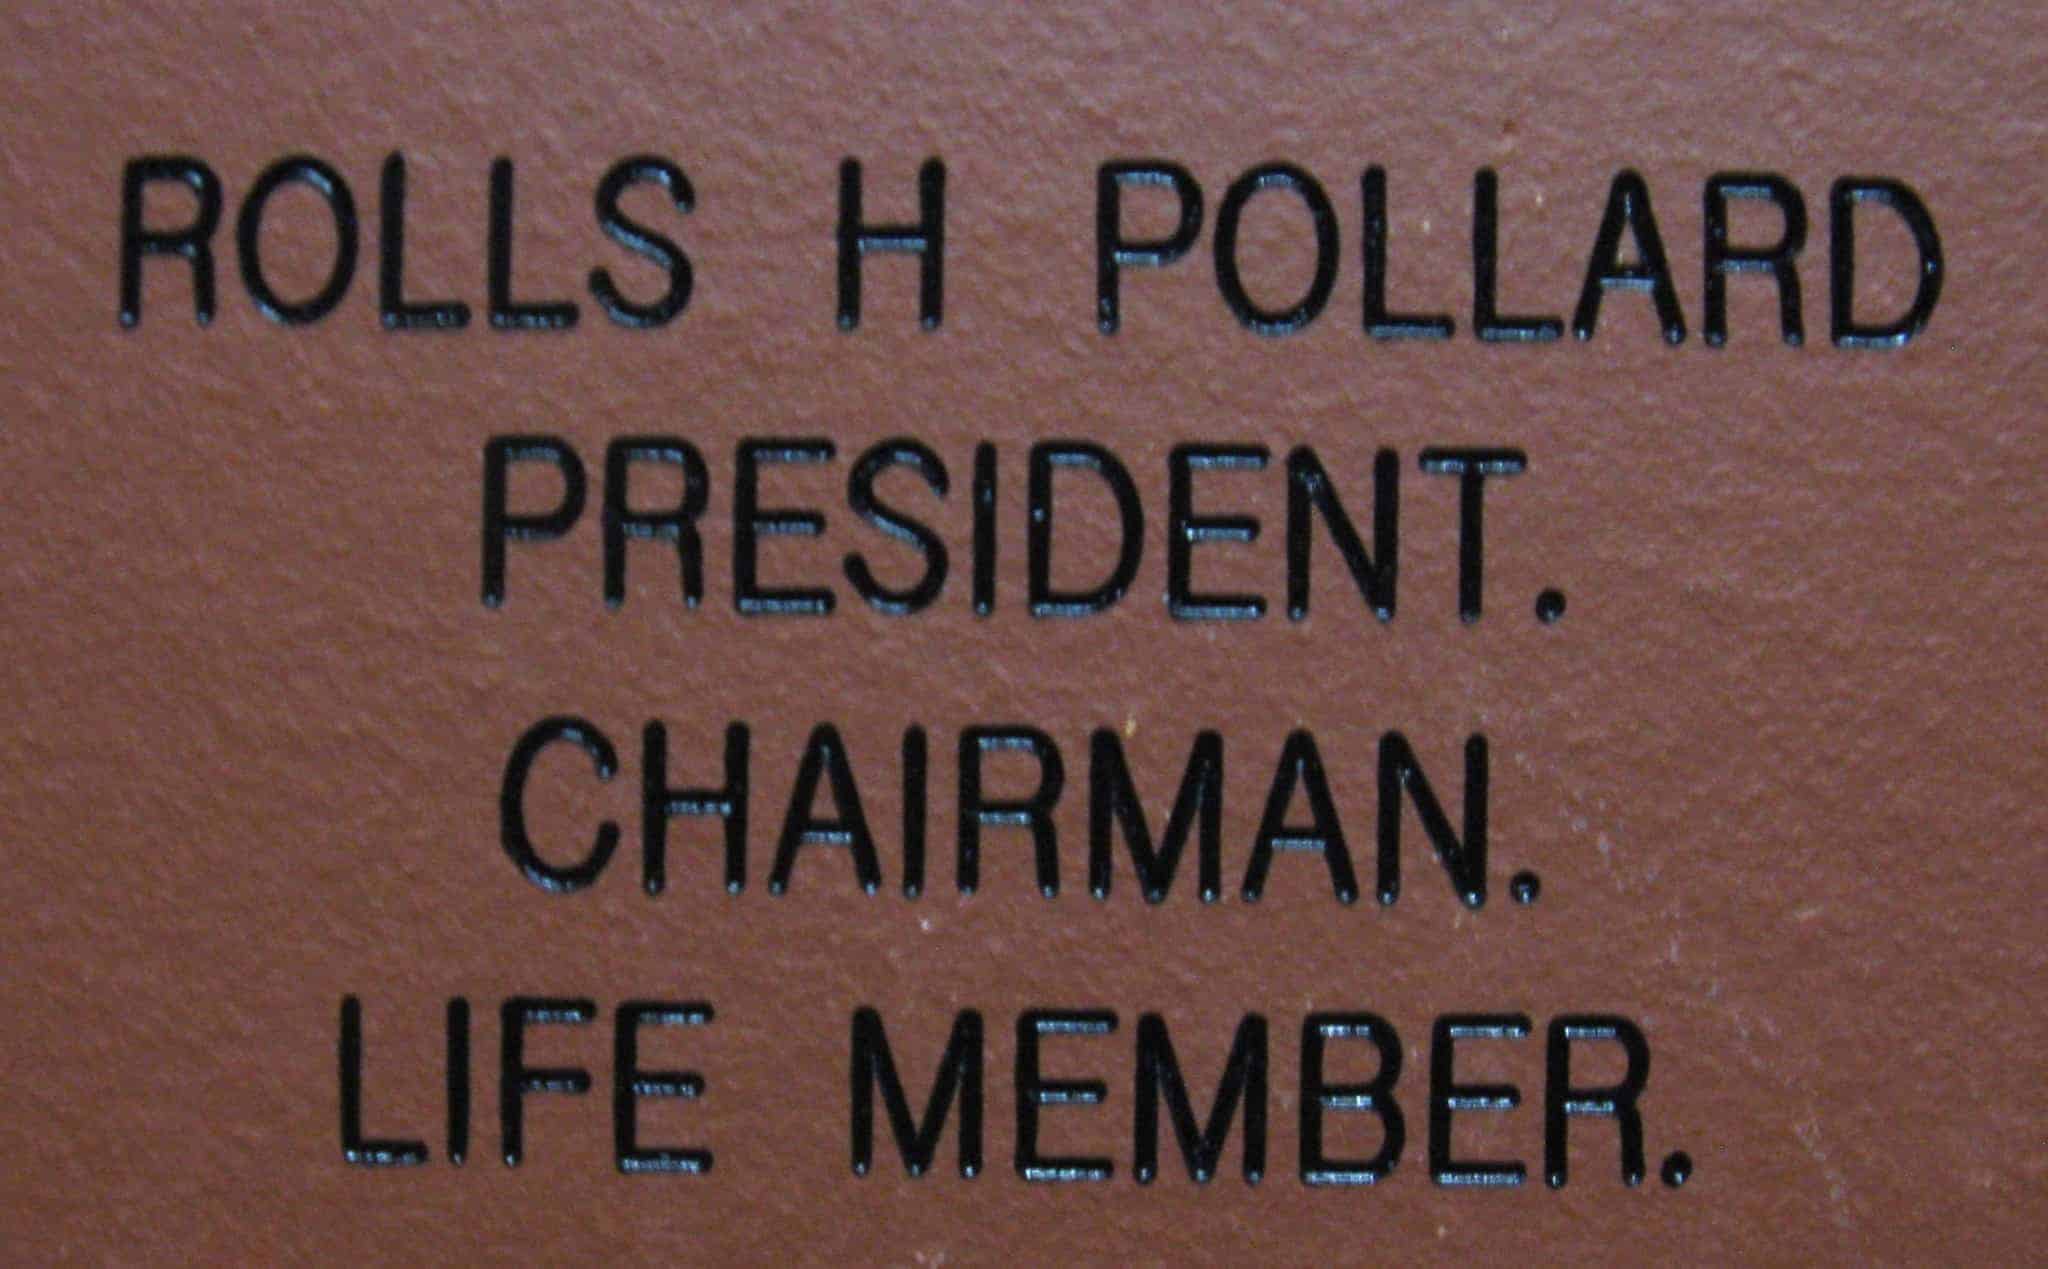 ROLLS H POLLARD
PRESIDENT.
CHAIRMAN.
LIFE MEMBER.